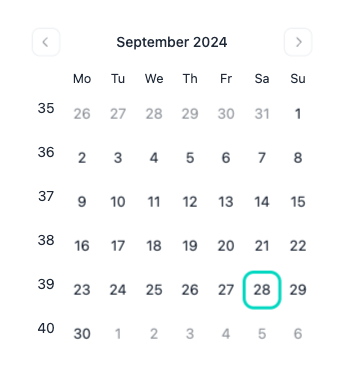 September 2024
Mo Tu We Th Fr Sa Su
35 26 27 28 29 30 31 1
36 2 3 4 5 6 7 8
37 9 10 11 12 13 14 15
38 16 17 18 19 20 21 22
39 23 24 25 26 27 28 29
40 30 1 2 3 4 5 6